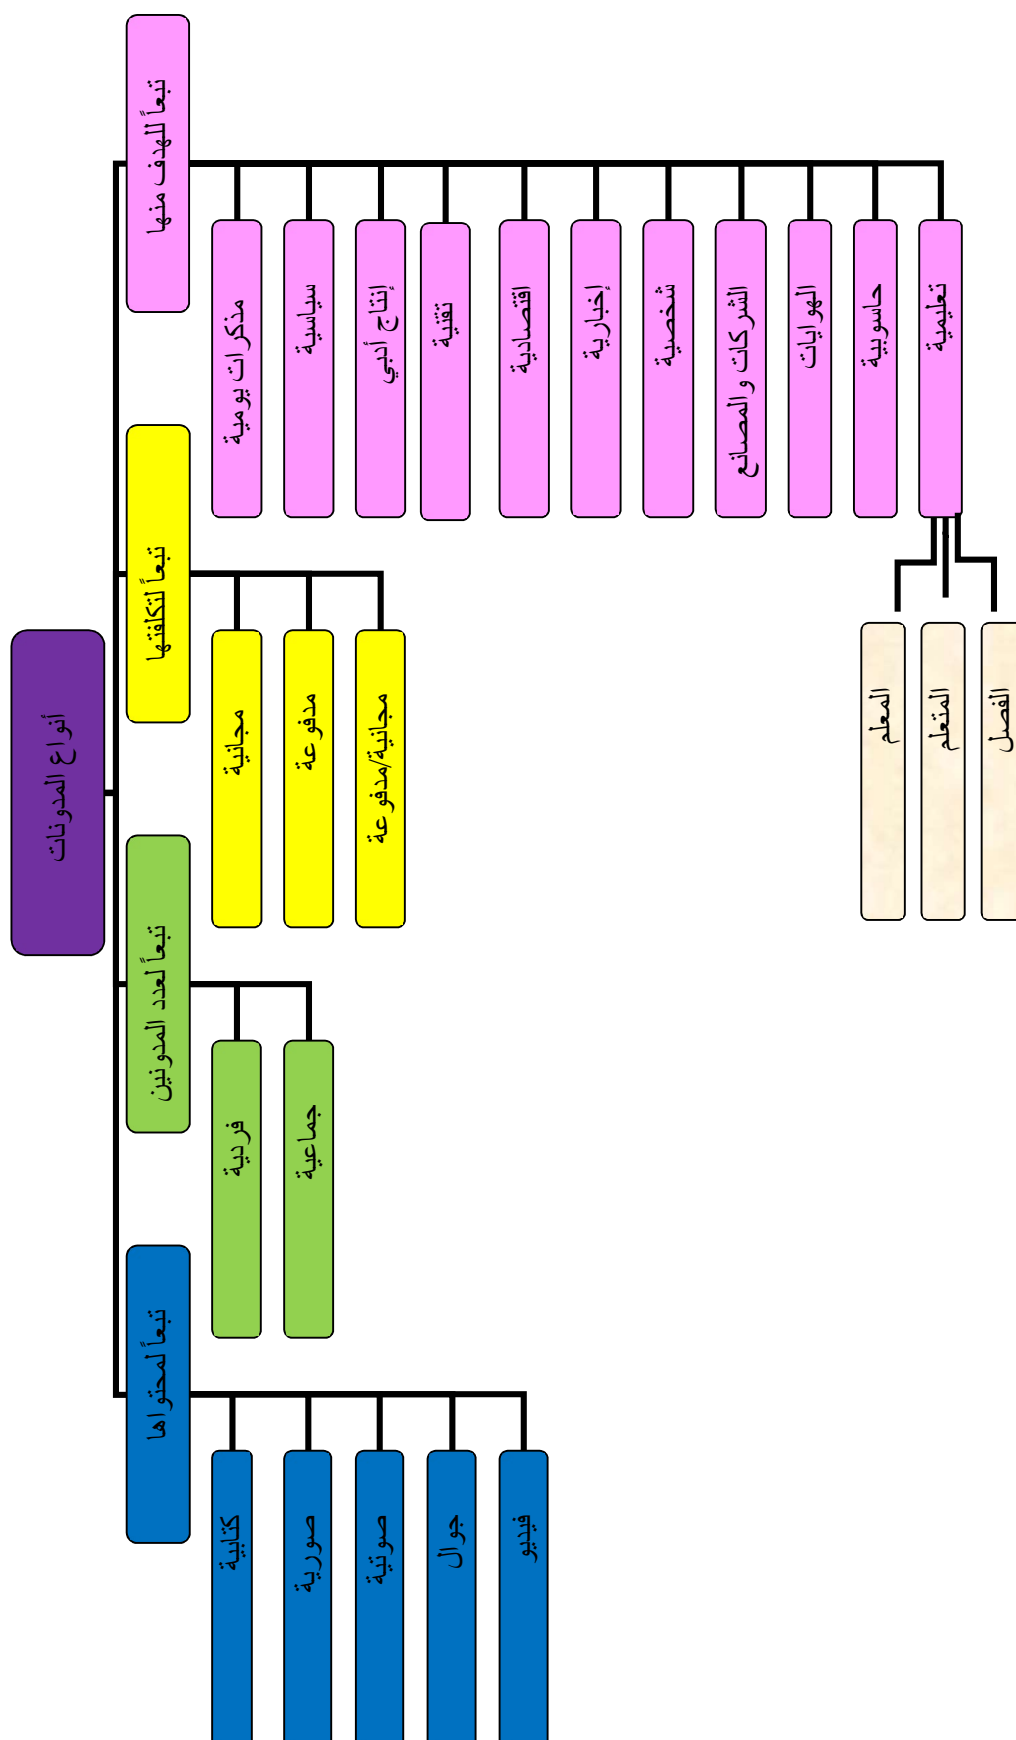 أنواع المدونات
تبعاً للهدف منها
مذكرات يومية
سياسية
إنتاج أدبي
تقنية
اقتصادية
إخبارية
شخصية
الشركات والمصانع
الهوايات
حاسوبية
تعليمية
المعلم
المتعلم
الفصل
تبعاً لتكلفتها
مجانية
مدفوعة
مجانية/مدفوعة
تبعاً لعدد المدونين
فردية
جماعية
تبعاً لمحتواها
كتابية
صورية
صوتية
جوال
فيديو